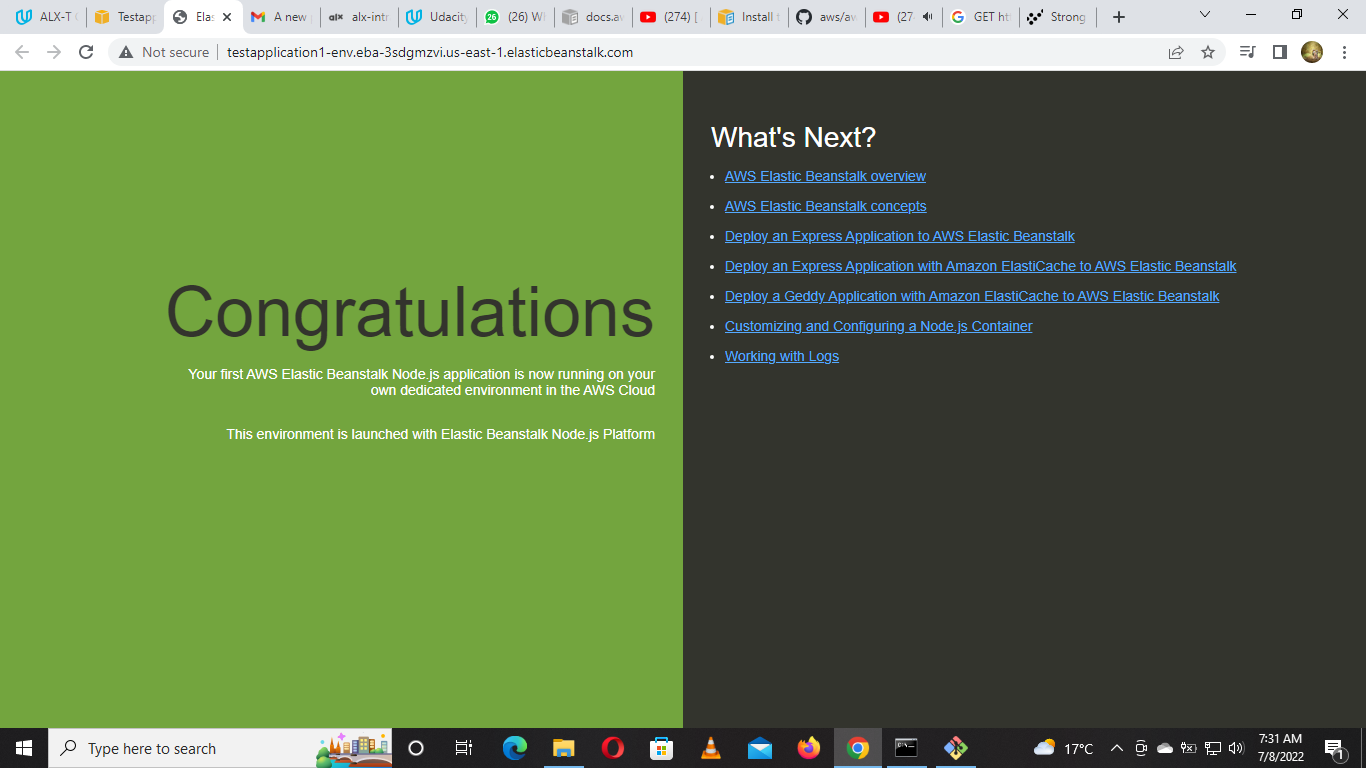 ALX-T
Testapp
Elas
A new
alx-intr
Udacity
(26) W
docs.aw
(274) [
Install t
aws/aw
(27
GET ht
Strong
Not secure
testapplication1-env.eba-3sdgmzvi.us-east-1.elasticbeanstalk.com
Congratulations
Your first AWS Elastic Beanstalk Node.js application is now running on your
own dedicated environment in the AWS Cloud
This environment is launched with Elastic Beanstalk Node.js Platform
What's Next?
AWS Elastic Beanstalk overview
AWS Elastic Beanstalk concepts
Deploy an Express Application to AWS Elastic Beanstalk
Deploy an Express Application with Amazon ElastiCache to AWS Elastic Beanstalk
Deploy a Geddy Application with Amazon ElastiCache to AWS Elastic Beanstalk
Customizing and Configuring a Node.js Container
Working with Logs
Type here to search
17°C
7:31 AM
7/8/2022
1